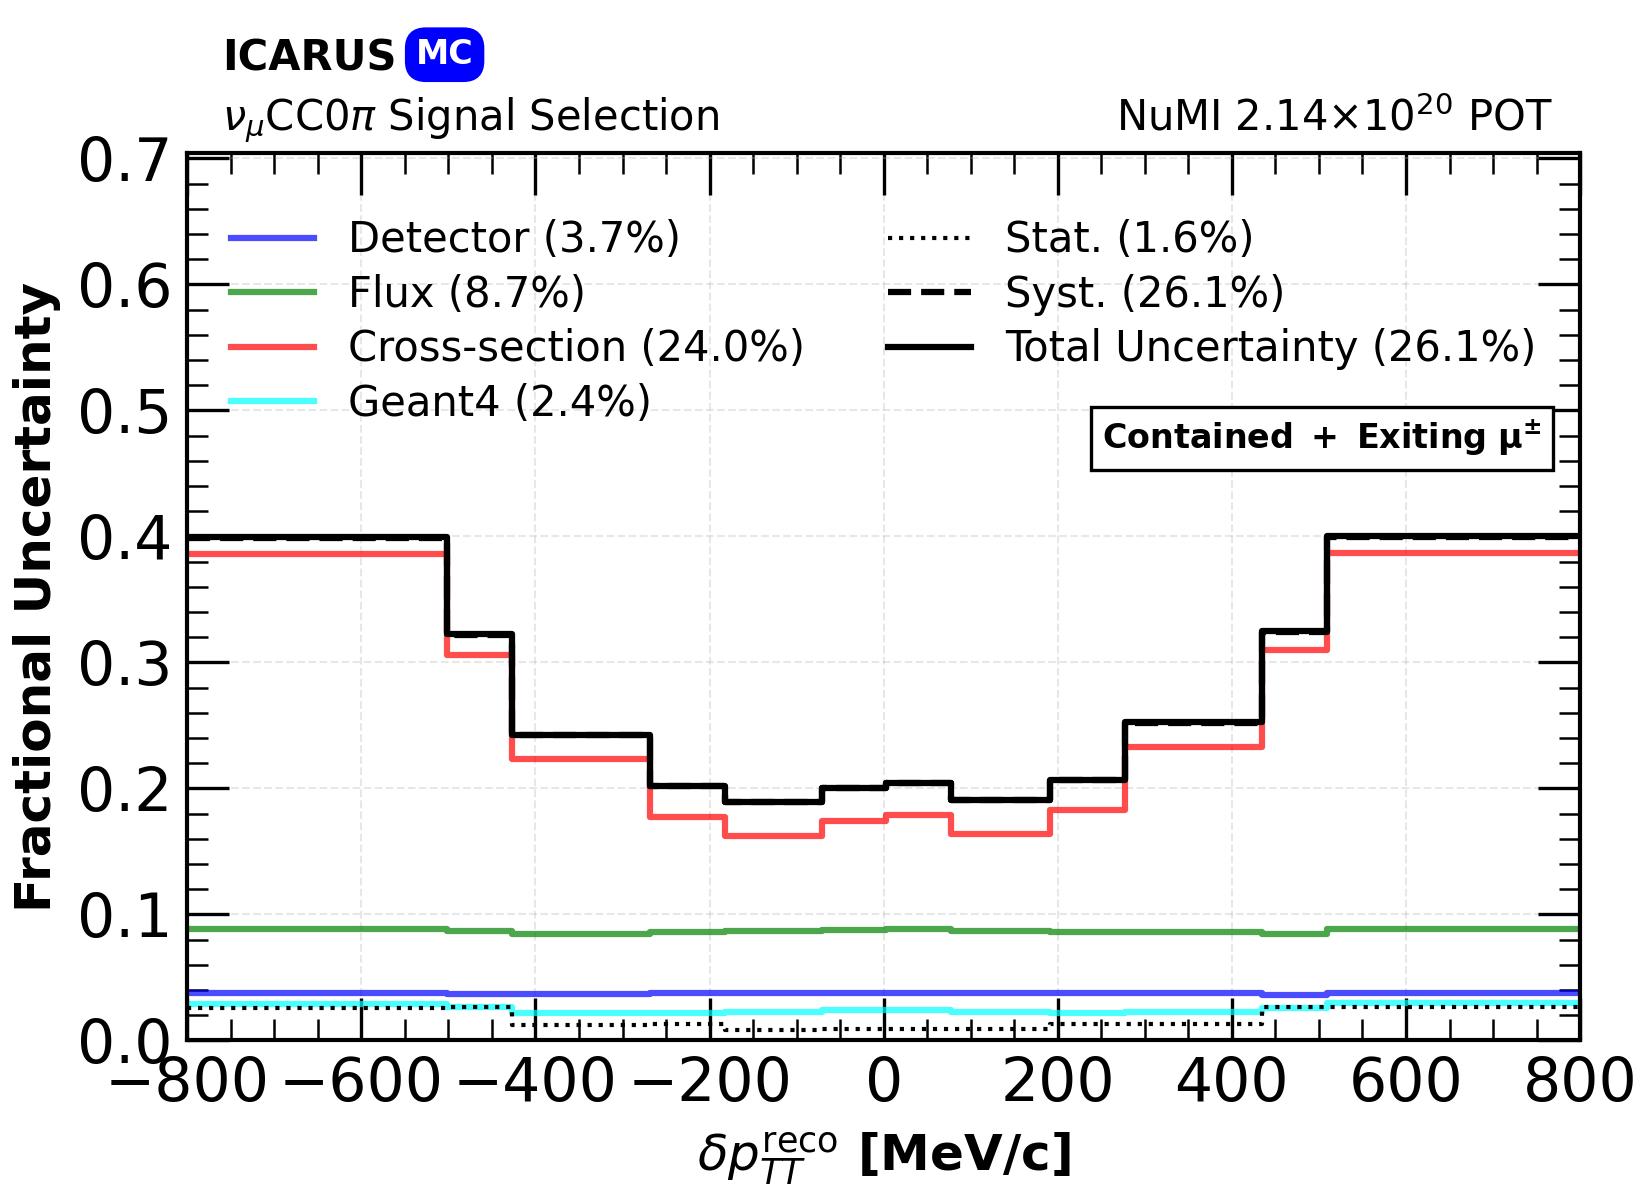 ICARUS MC
νμCC0π Signal Selection
NuMI 2.14×10²⁰ POT
0.7
0.6
0.5
0.4
0.3
0.2
0.1
0.0
Fractional Uncertainty
Detector (3.7%)
Flux (8.7%)
Cross-section (24.0%)
Geant4 (2.4%)
Stat. (1.6%)
Syst. (26.1%)
Total Uncertainty (26.1%)
Contained + Exiting μ±
−800 −600 −400 −200 0 200 400 600 800
δp_TT^reco [MeV/c]